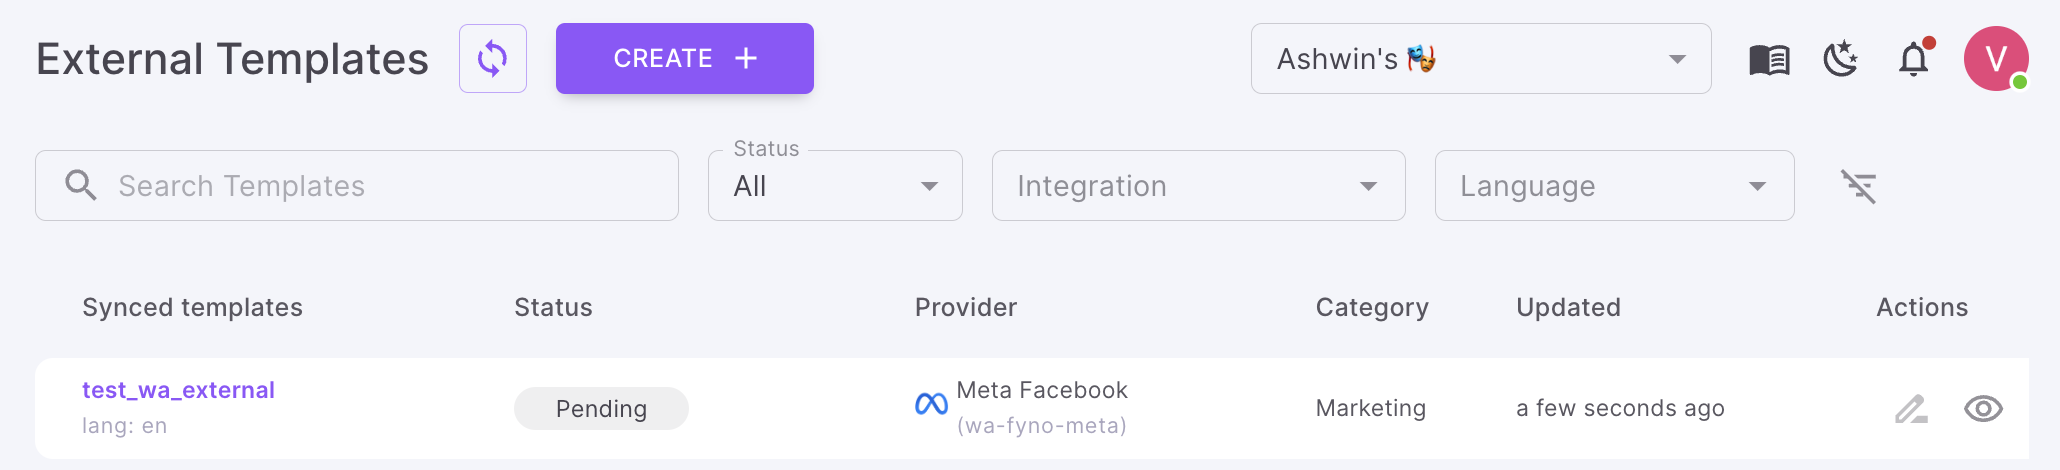 External Templates
CREATE +
Ashwin's 🎭
V
Search Templates
Status
All
Integration
Language
Synced templates Status Provider Category Updated Actions
test_wa_external
lang: en
Pending
Meta Facebook
(wa-fyno-meta)
Marketing
a few seconds ago